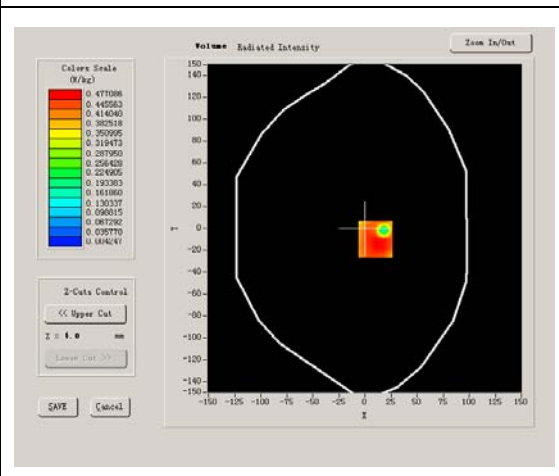 Volume Radiated Intensity
Zoom In/Out
Colors Scale
(W/kg)
0.477086
0.445563
0.414040
0.382518
0.350995
0.319473
0.287950
0.256428
0.224905
0.193383
0.161860
0.130337
0.098815
0.067292
0.035770
0.004247
Z-Cuts Control
<< Upper Cut
Z = 4.0 mm
Lower Cut >>
SAVE
Cancel
150
140
120
100
80
60
40
20
0
-20
-40
-60
-80
-100
-120
-140
-150
Y
-150 -125 -100 -75 -50 -25 0 25 50 75 100 125 150
X